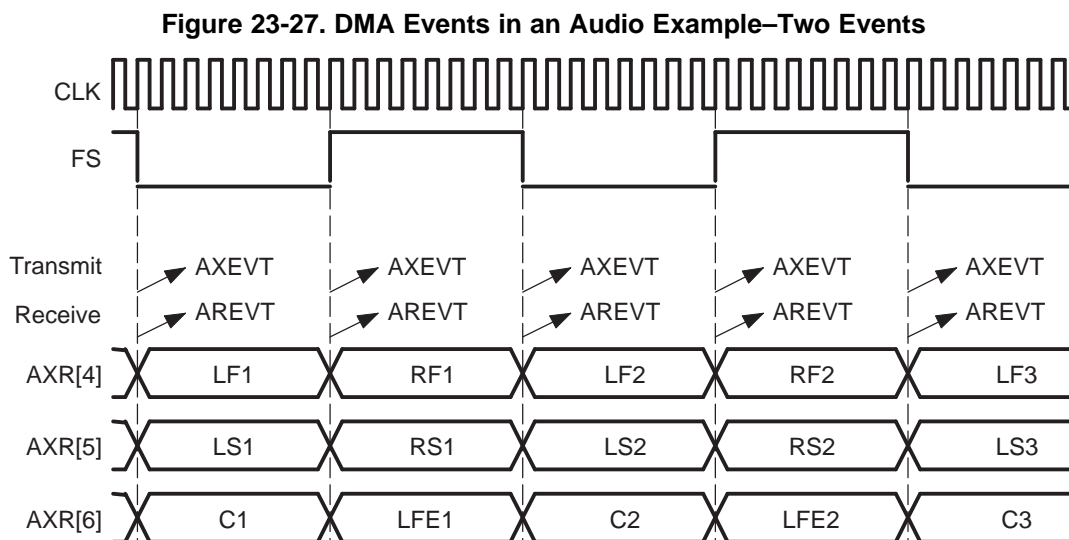 Figure 23-27. DMA Events in an Audio Example–Two Events
CLK
FS
Transmit AXEVT AXEVT AXEVT AXEVT AXEVT
Receive AREVT AREVT AREVT AREVT AREVT
AXR[4] LF1 RF1 LF2 RF2 LF3
AXR[5] LS1 RS1 LS2 RS2 LS3
AXR[6] C1 LFE1 C2 LFE2 C3